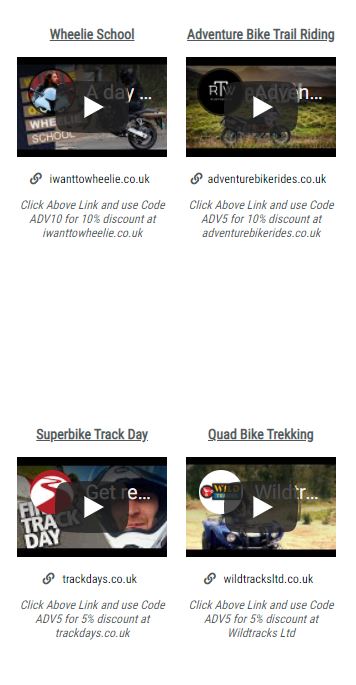 Wheelie School
Adventure Bike Trail Riding
A day ...
WHEELIE
SCHOOL
RTW
Adven...
iwanttowheelie.co.uk
adventurebikerides.co.uk
Click Above Link and use Code
ADV10 for 10% discount at
iwanttowheelie.co.uk
Click Above Link and use Code
ADV5 for 10% discount at
adventurebikerides.co.uk
Superbike Track Day
Quad Bike Trekking
Get re...
TRACK
DAY
WILD
Wildtr...
trackdays.co.uk
wildtracksltd.co.uk
Click Above Link and use Code
ADV5 for 5% discount at
trackdays.co.uk
Click Above Link and use Code
ADV5 for 5% discount at
Wildtracks Ltd